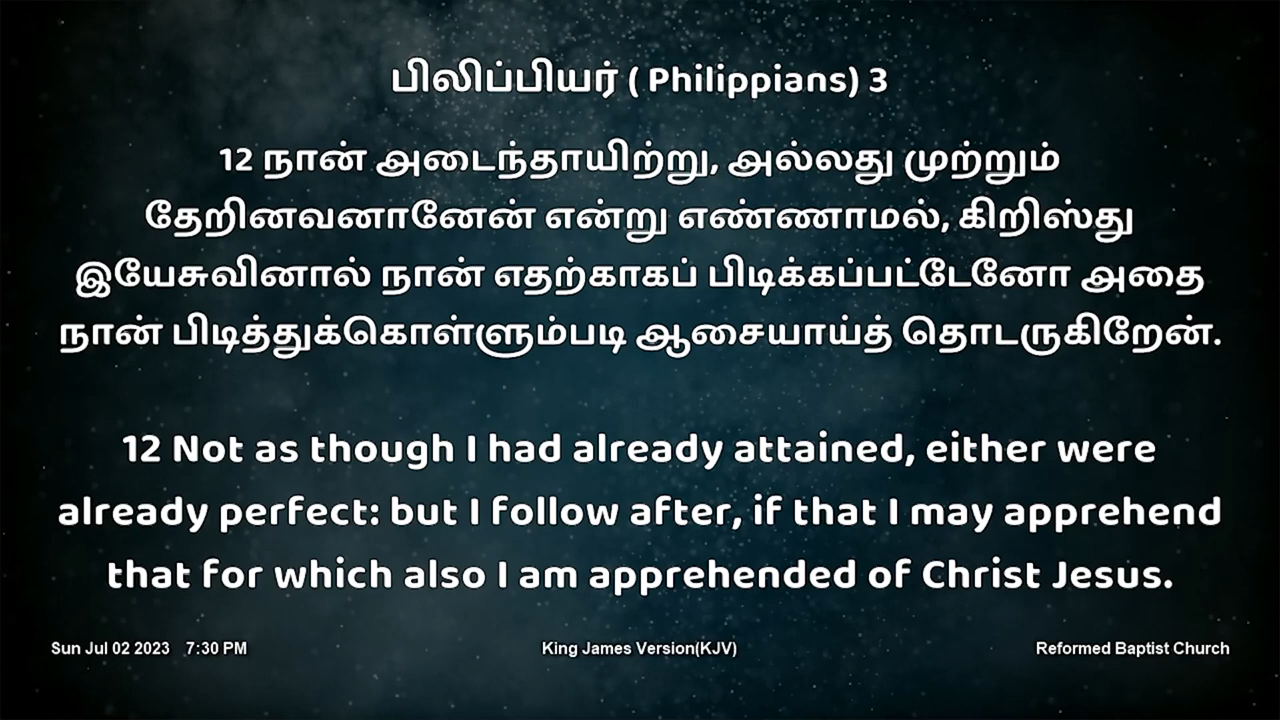 பிலிப்பியர் ( Philippians) 3
12 நான் அடைந்தாயிற்று, அல்லது முற்றும்
தேறினவனானேன் என்று எண்ணாமல், கிறிஸ்து
இயேசுவினால் நான் எதற்காகப் பிடிக்கப்பட்டேனோ அதை
நான் பிடித்துக்கொள்ளும்படி ஆசையாய்த் தொடருகிறேன்.
12 Not as though I had already attained, either were
already perfect: but I follow after, if that I may apprehend
that for which also I am apprehended of Christ Jesus.
Sun Jul 02 2023 7:30 PM King James Version(KJV) Reformed Baptist Church